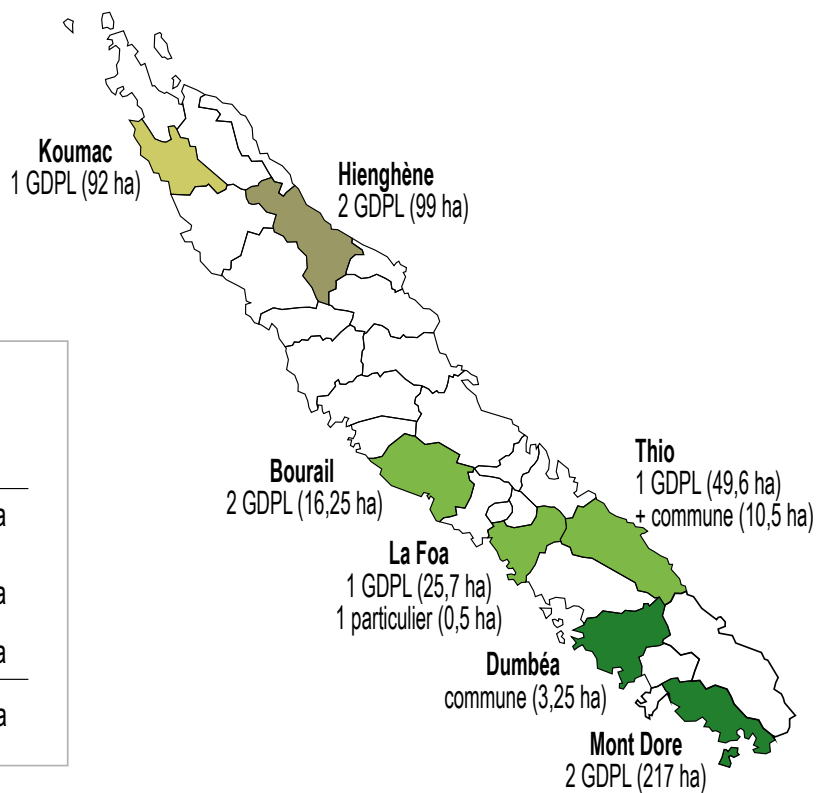 Koumac
1 GDPL (92 ha)
Hienghène
2 GDPL (99 ha)
Bourail
2 GDPL (16,25 ha)
Thio
1 GDPL (49,6 ha)
+ commune (10,5 ha)
La Foa
1 GDPL (25,7 ha)
1 particulier (0,5 ha)
Dumbéa
commune (3,25 ha)
Mont Dore
2 GDPL (217 ha)
a
a
a
a